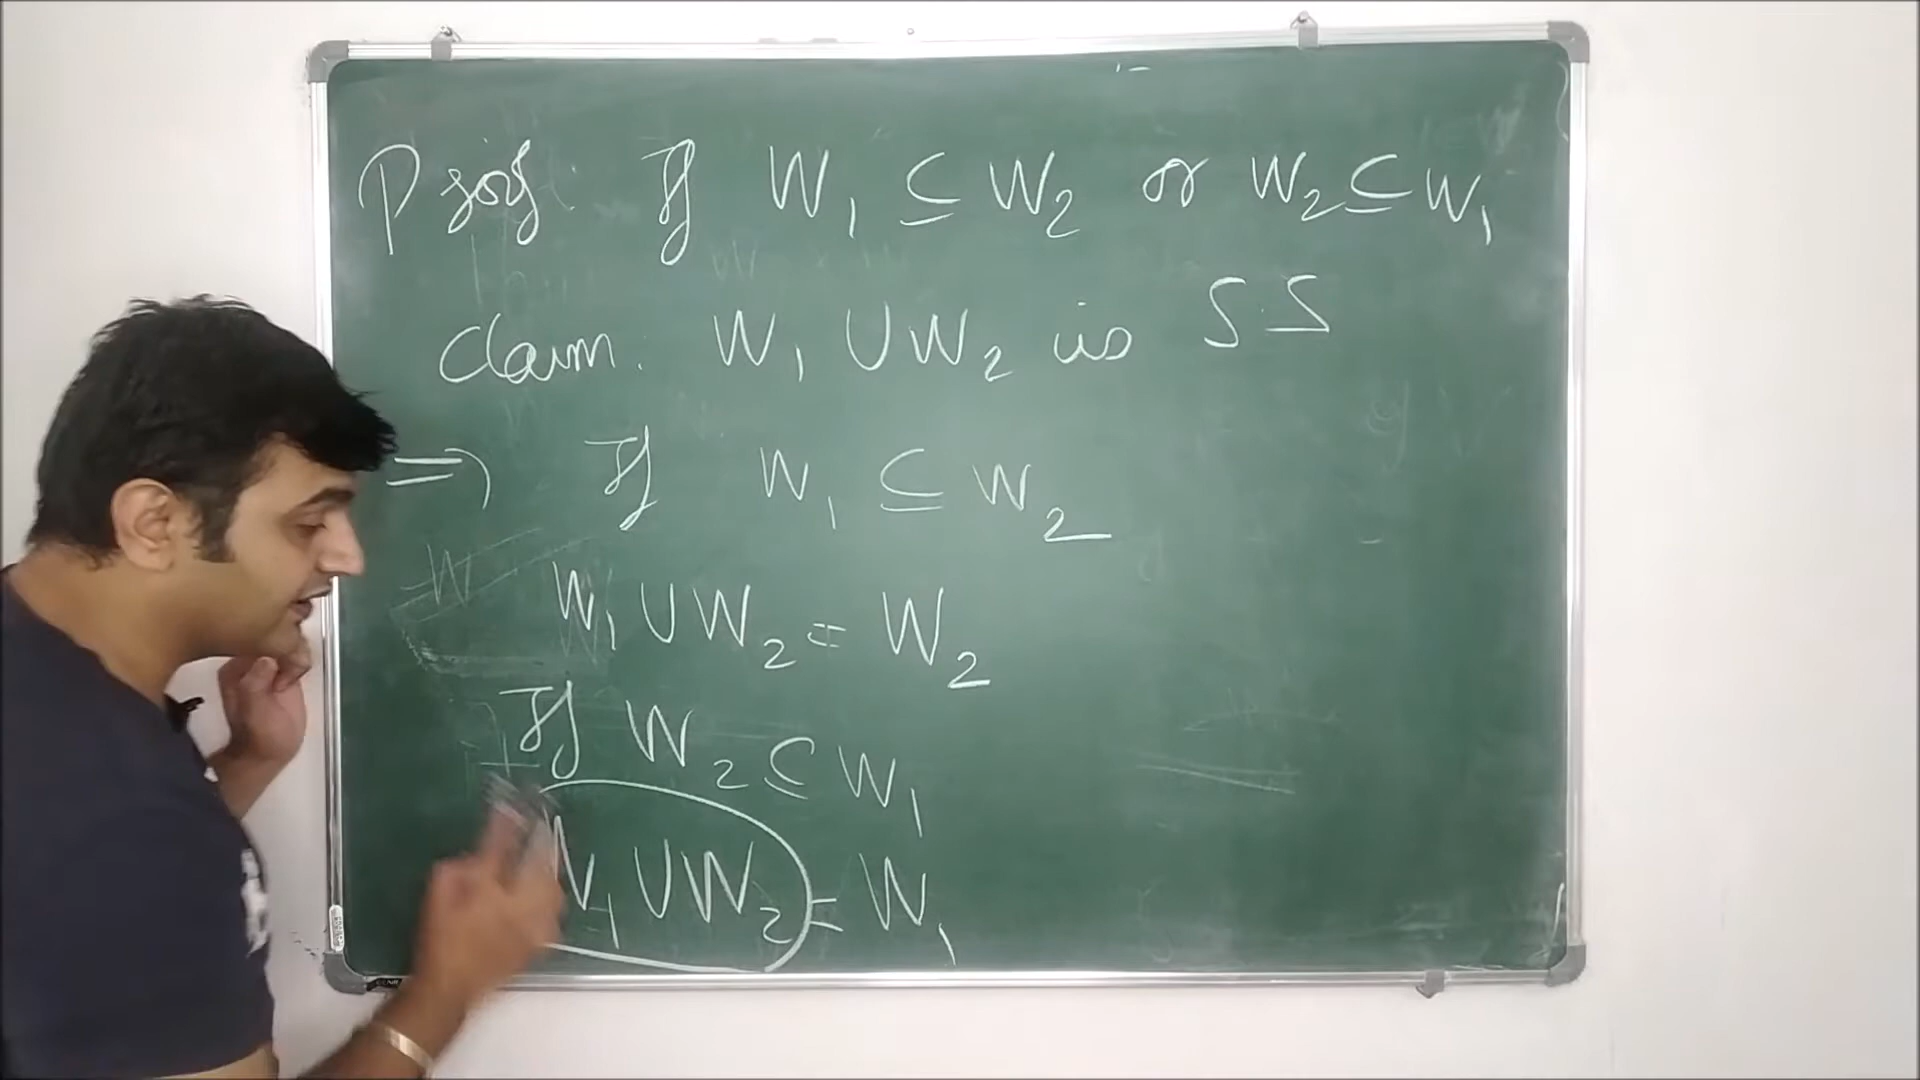 Proof: If W₁ ⊆ W₂ or W₂ ⊆ W₁
claim: W₁ ∪ W₂ is S.S
⇒ If W₁ ⊆ W₂
W₁ ∪ W₂ = W₂
If W₂ ⊂ W₁
W₁ ∪ W₂ = W₁